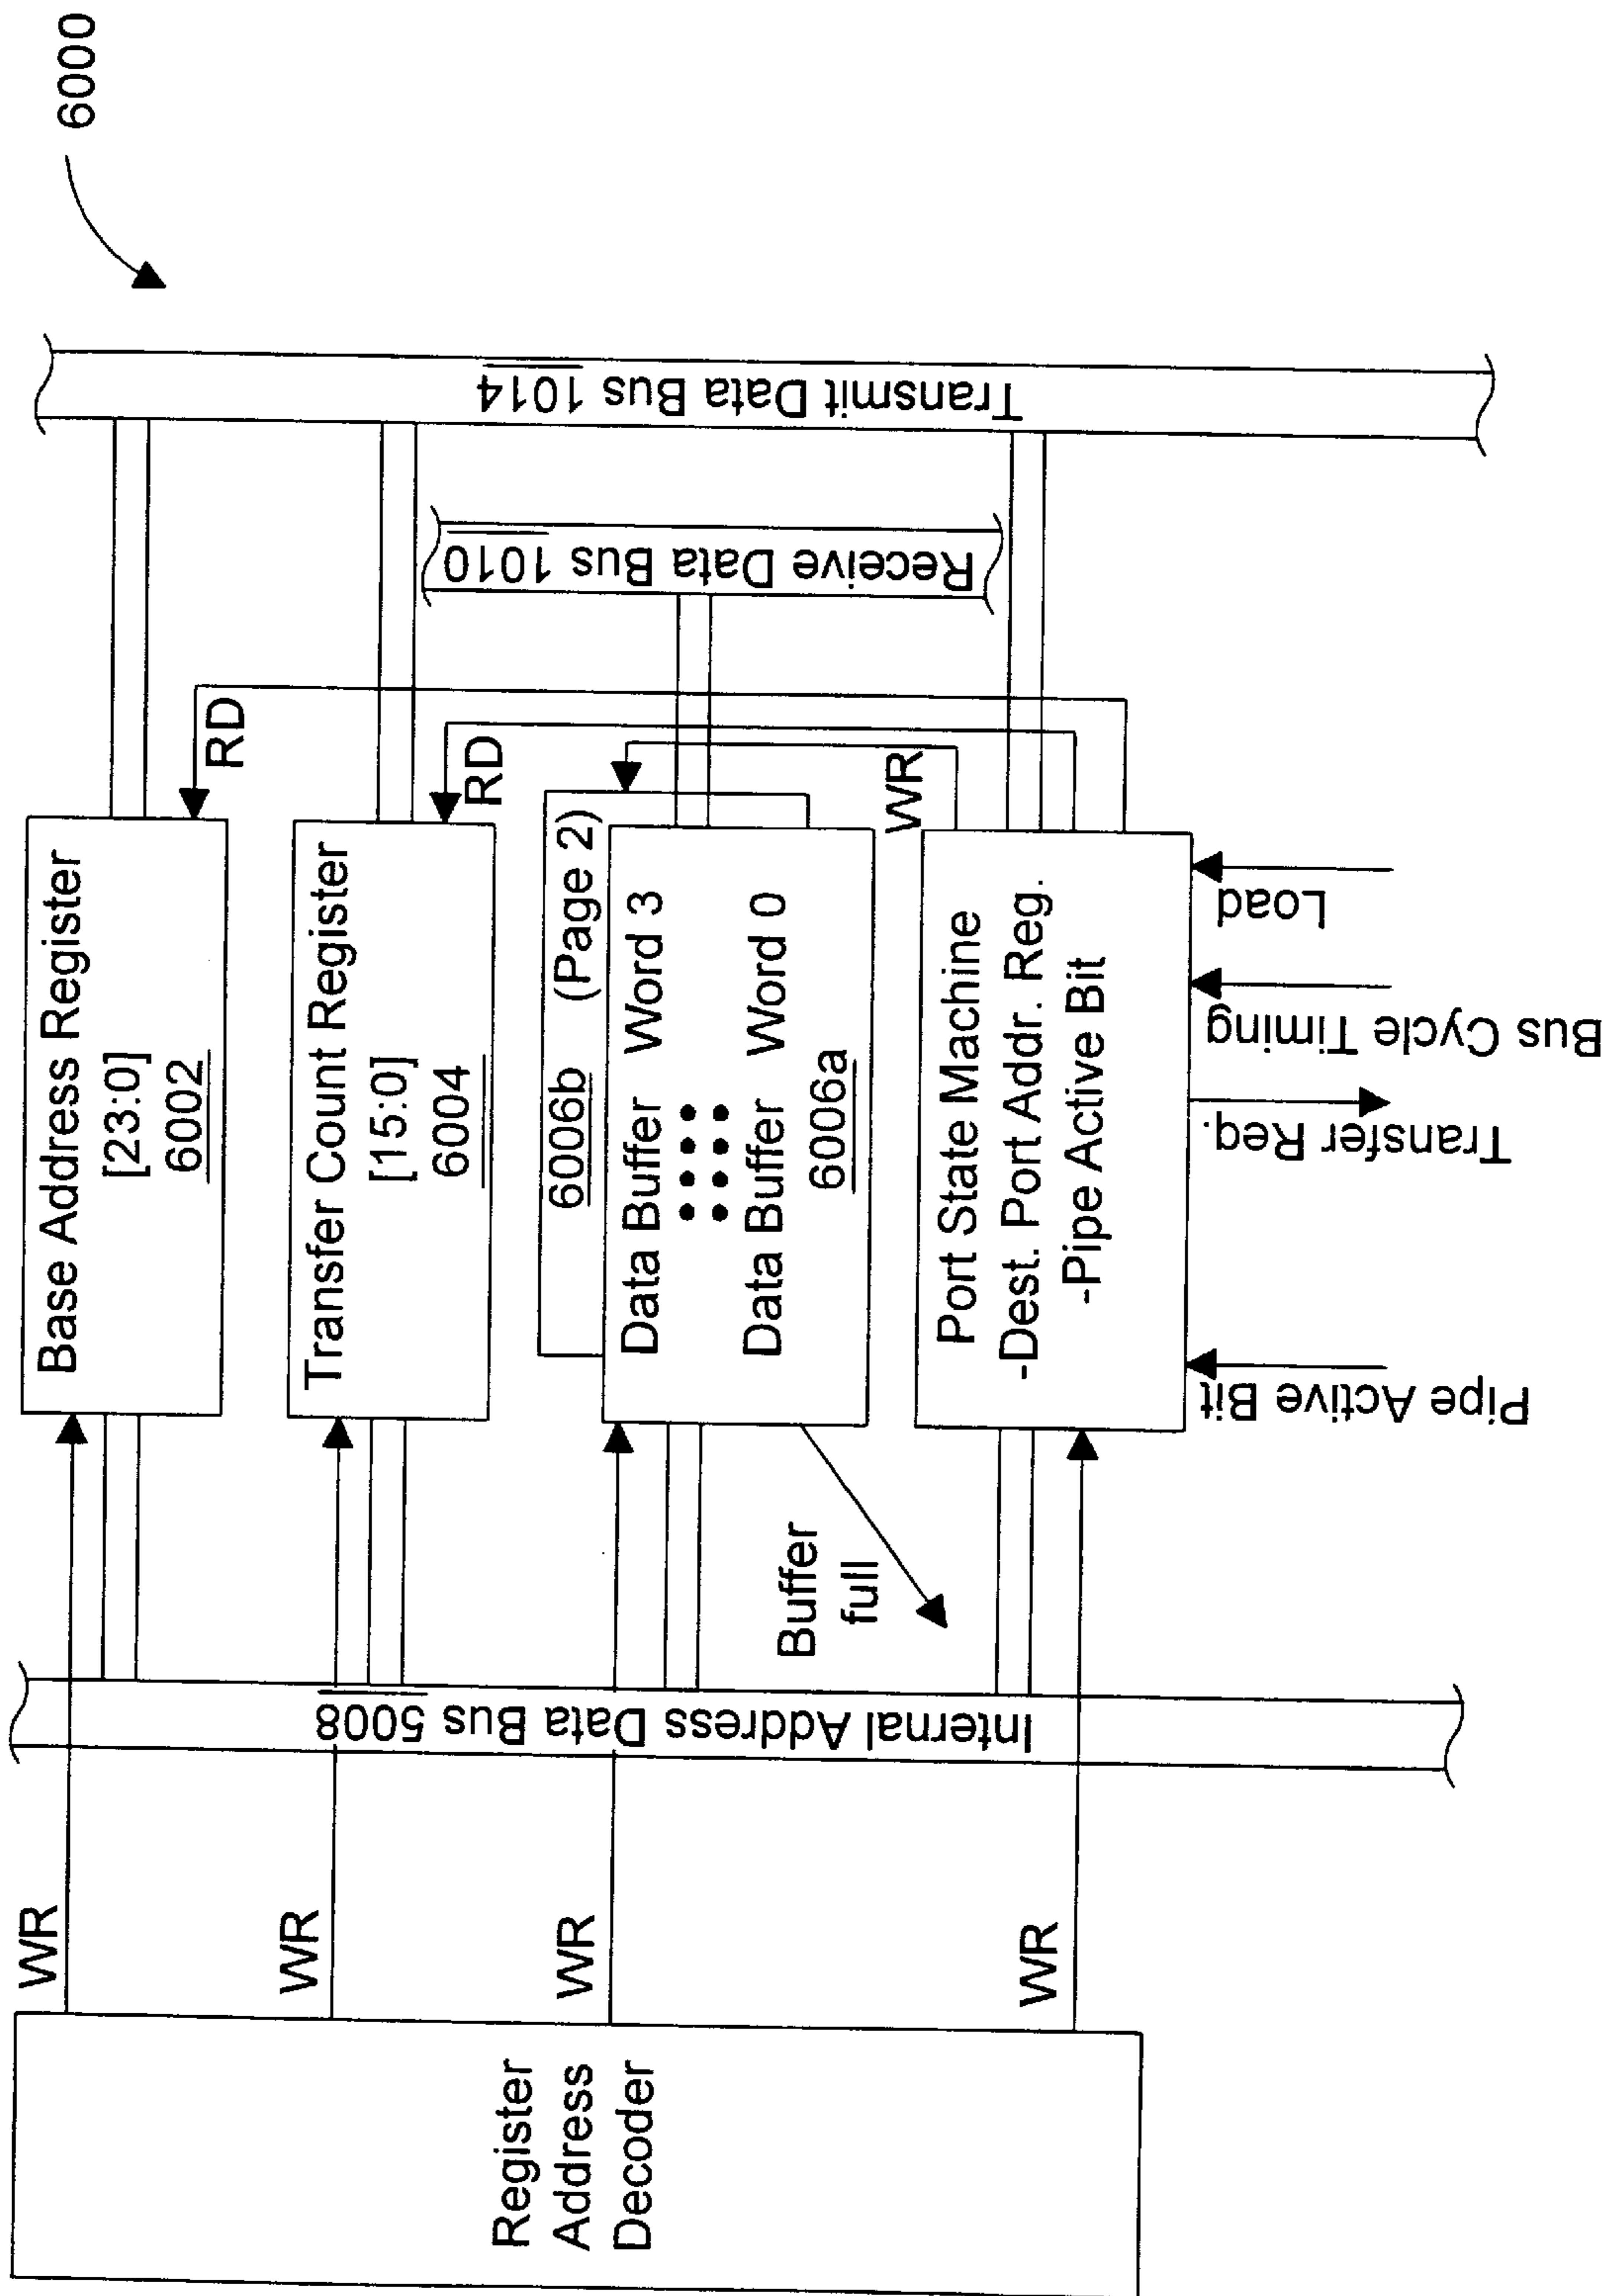 6000
Base Address Register
[23:0]
6002
Transfer Count Register
[15:0]
6004
6006b (Page 2)
Data Buffer Word 3
Data Buffer Word 0
6006a
Port State Machine
-Dest. Port Addr. Reg.
-Pipe Active Bit
Register
Address
Decoder
WR
WR
WR
WR
RD
RD
WR
Buffer
full
Internal Address Data Bus 5008
Receive Data Bus 1010
Transmit Data Bus 1014
Pipe Active Bit
Transfer Req.
Bus Cycle Timing
Load